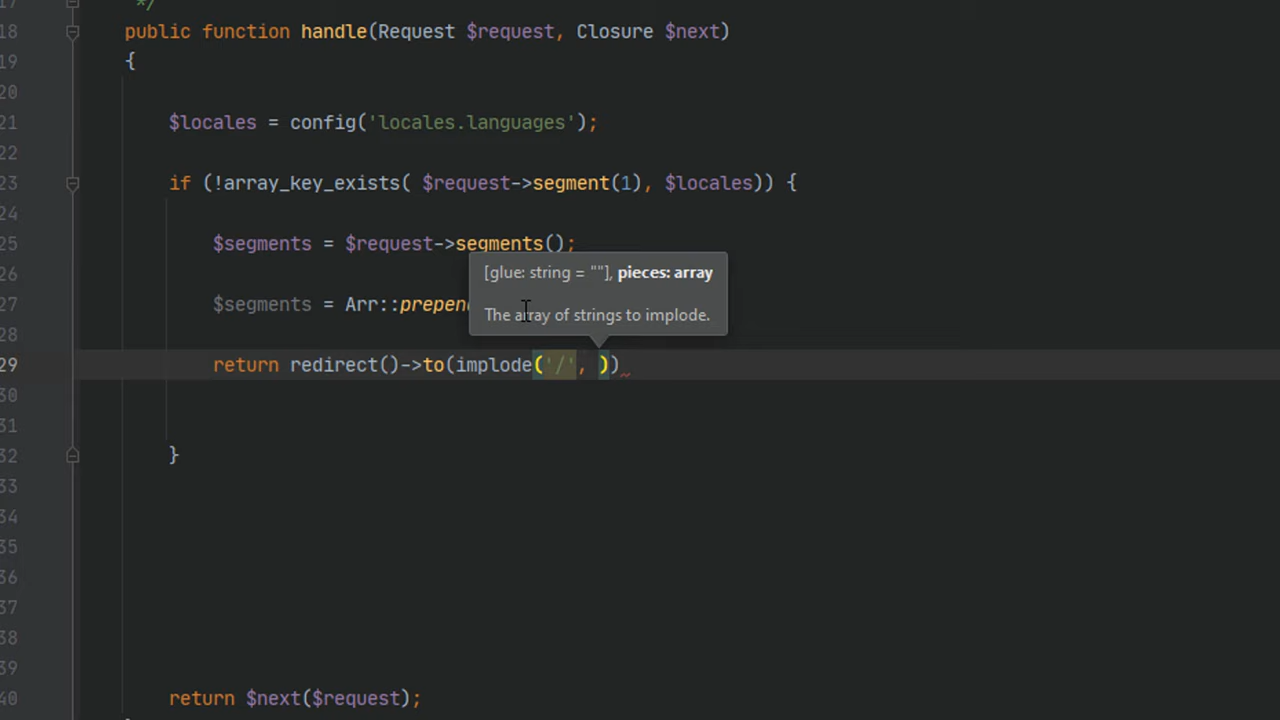 17 */
18 public function handle(Request $request, Closure $next)
19 {
20
21 $locales = config('locales.languages');
22
23 if (!array_key_exists( $request->segment(1), $locales)) {
24
25 $segments = $request->segments();
26 [glue: string = ""], pieces: array
27 $segments = Arr::prepen
The array of strings to implode.
28
29 return redirect()->to(implode('/', ))
30
31
32 }
33
34
35
36
37
38
39
40 return $next($request);